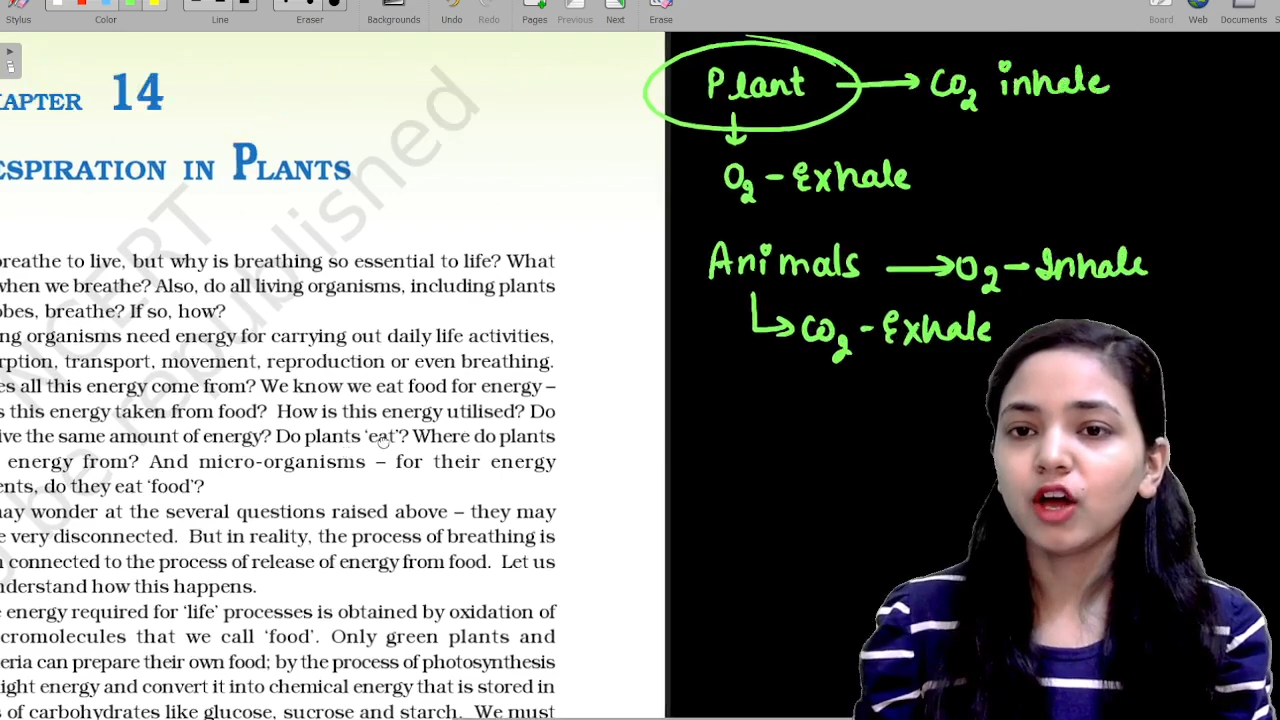 Stylus
Color
Line
Eraser
Backgrounds
Undo
Redo
Pages
Previous
Next
Erase
Board
Web
Documents
APTER 14
ESPIRATION IN PLANTS
breathe to live, but why is breathing so essential to life? What
when we breathe? Also, do all living organisms, including plants
obes, breathe? If so, how?
ng organisms need energy for carrying out daily life activities,
rption, transport, movement, reproduction or even breathing.
es all this energy come from? We know we eat food for energy –
s this energy taken from food? How is this energy utilised? Do
ive the same amount of energy? Do plants ‘eat’? Where do plants
energy from? And micro-organisms – for their energy
ents, do they eat ‘food’?
may wonder at the several questions raised above – they may
e very disconnected. But in reality, the process of breathing is
connected to the process of release of energy from food. Let us
nderstand how this happens.
energy required for ‘life’ processes is obtained by oxidation of
cromolecules that we call ‘food’. Only green plants and
eria can prepare their own food; by the process of photosynthesis
light energy and convert it into chemical energy that is stored in
s of carbohydrates like glucose, sucrose and starch. We must
NCERT
be republished
Plant → CO2 inhale
↓
O2 - Exhale
Animals → O2 - Inhale
↳ CO2 - Exhale